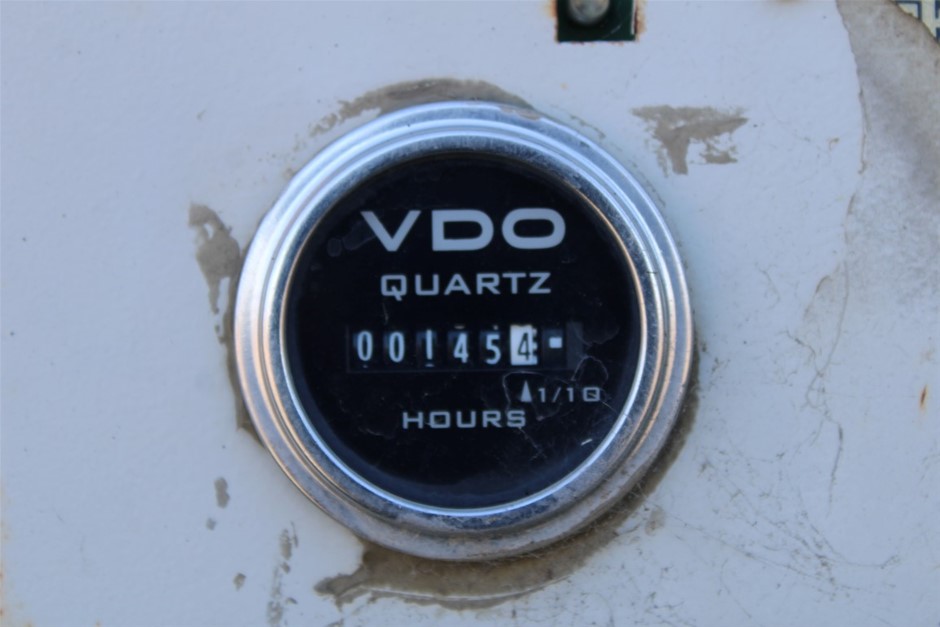 VDO
QUARTZ
001454
1/10
HOURS